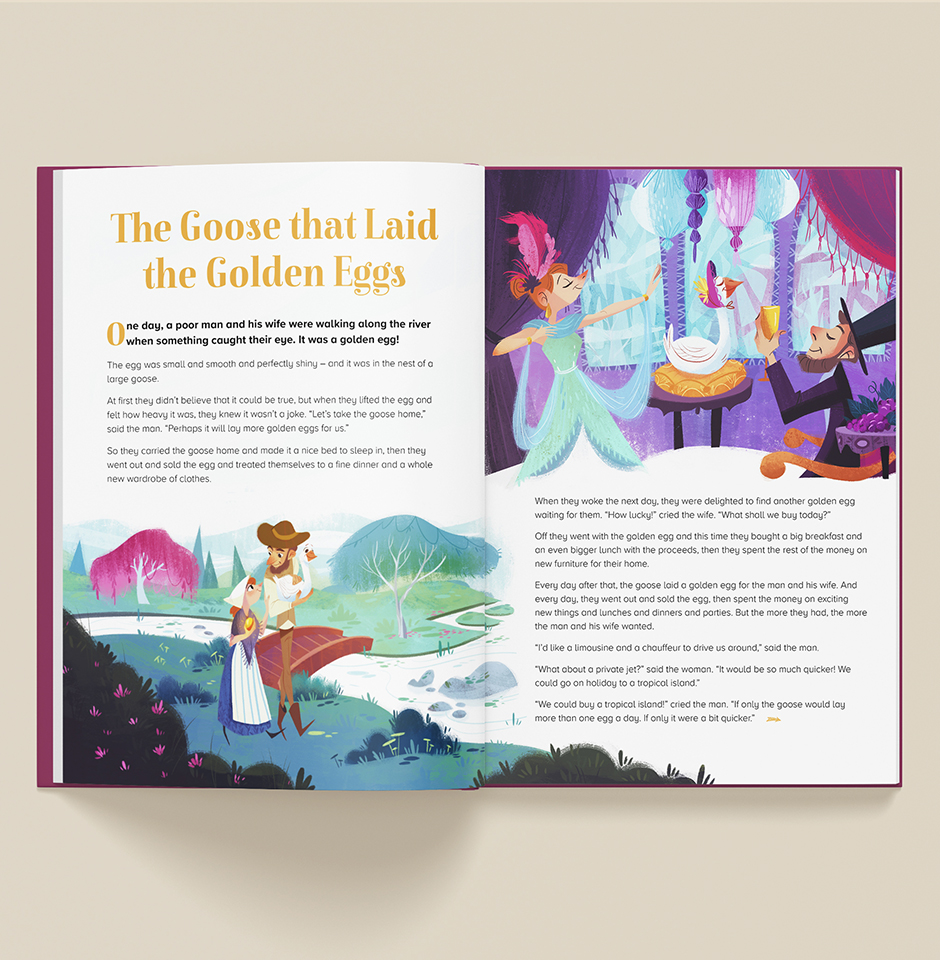 The Goose that Laid
the Golden Eggs
One day, a poor man and his wife were walking along the river
when something caught their eye. It was a golden egg!
The egg was small and smooth and perfectly shiny – and it was in the nest of a
large goose.
At first they didn't believe that it could be true, but when they lifted the egg and
felt how heavy it was, they knew it wasn't a joke. "Let's take the goose home,"
said the man. "Perhaps it will lay more golden eggs for us."
So they carried the goose home and made it a nice bed to sleep in, then they
went out and sold the egg and treated themselves to a fine dinner and a whole
new wardrobe of clothes.
When they woke the next day, they were delighted to find another golden egg
waiting for them. "How lucky!" cried the wife. "What shall we buy today?"
Off they went with the golden egg and this time they bought a big breakfast and
an even bigger lunch with the proceeds, then they spent the rest of the money on
new furniture for their home.
Every day after that, the goose laid a golden egg for the man and his wife. And
every day, they went out and sold the egg, then spent the money on exciting
new things and lunches and dinners and parties. But the more they had, the more
the man and his wife wanted.
"I'd like a limousine and a chauffeur to drive us around," said the man.
"What about a private jet?" said the woman. "It would be so much quicker! We
could go on holiday to a tropical island."
"We could buy a tropical island!" cried the man. "If only the goose would lay
more than one egg a day. If only it were a bit quicker."